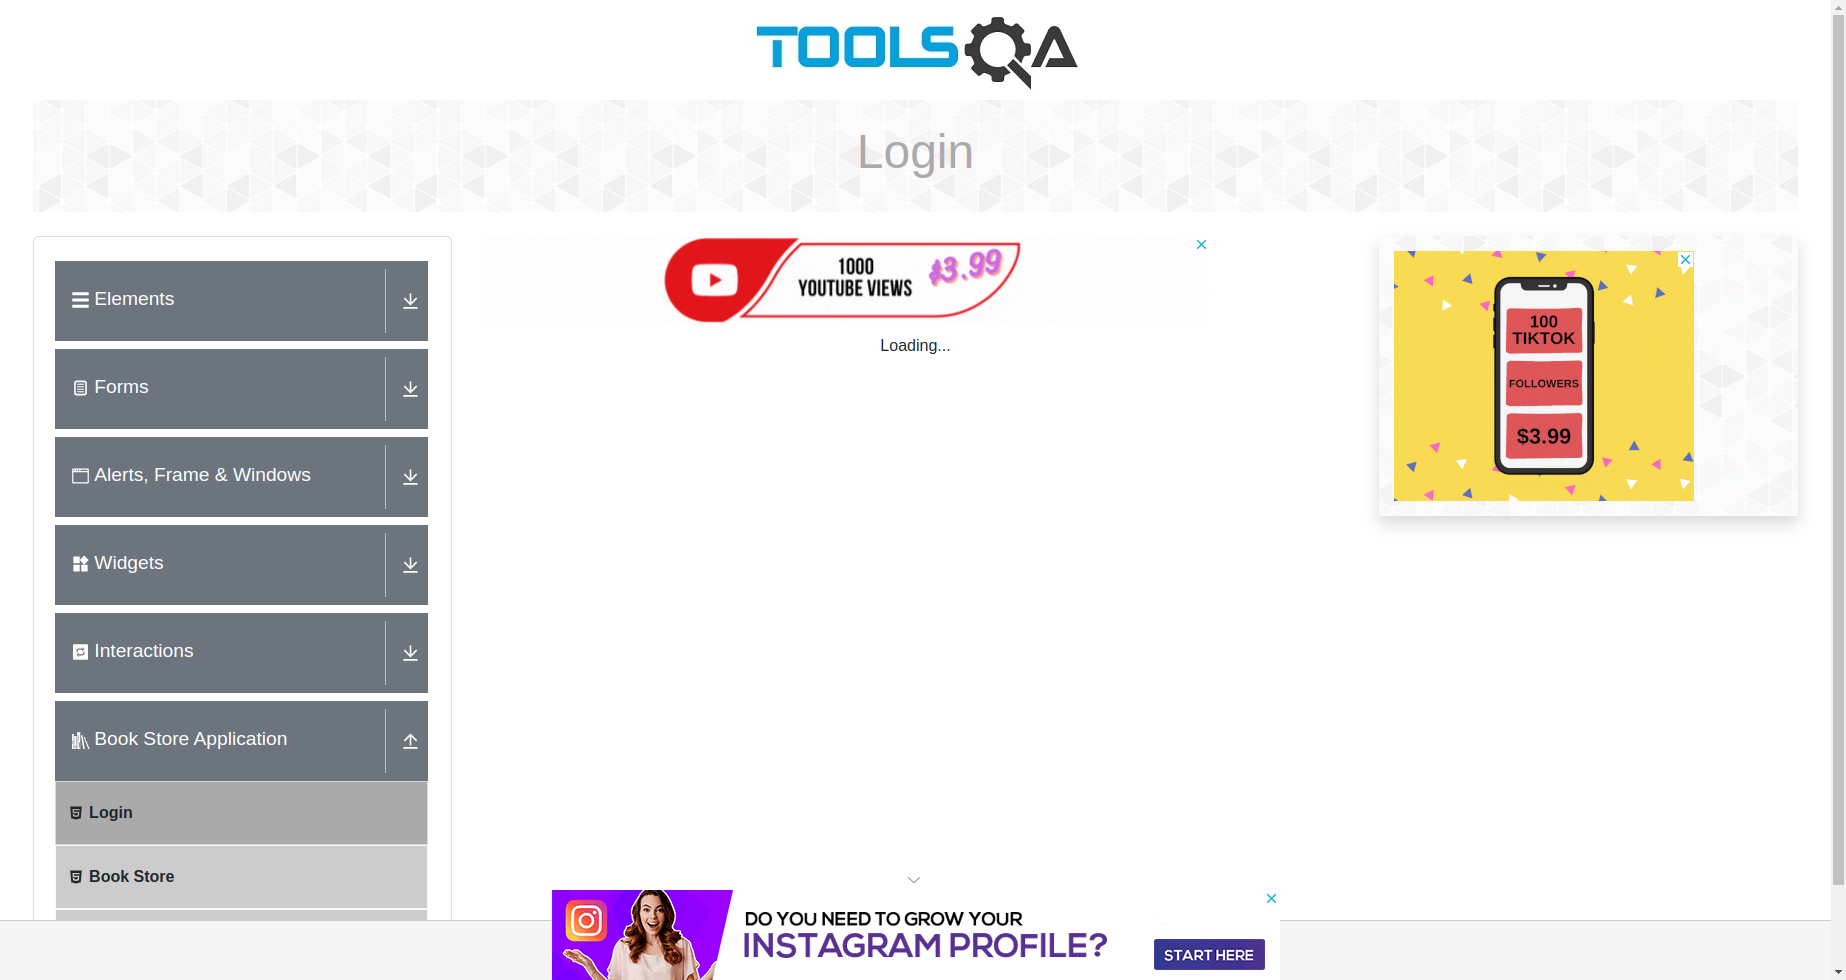 TOOLSQA
Login
Elements
Forms
Alerts, Frame & Windows
Widgets
Interactions
Book Store Application
Login
Book Store
1000
YOUTUBE VIEWS
$3.99
Loading...
100
TIKTOK
FOLLOWERS
$3.99
DO YOU NEED TO GROW YOUR
INSTAGRAM PROFILE?
START HERE